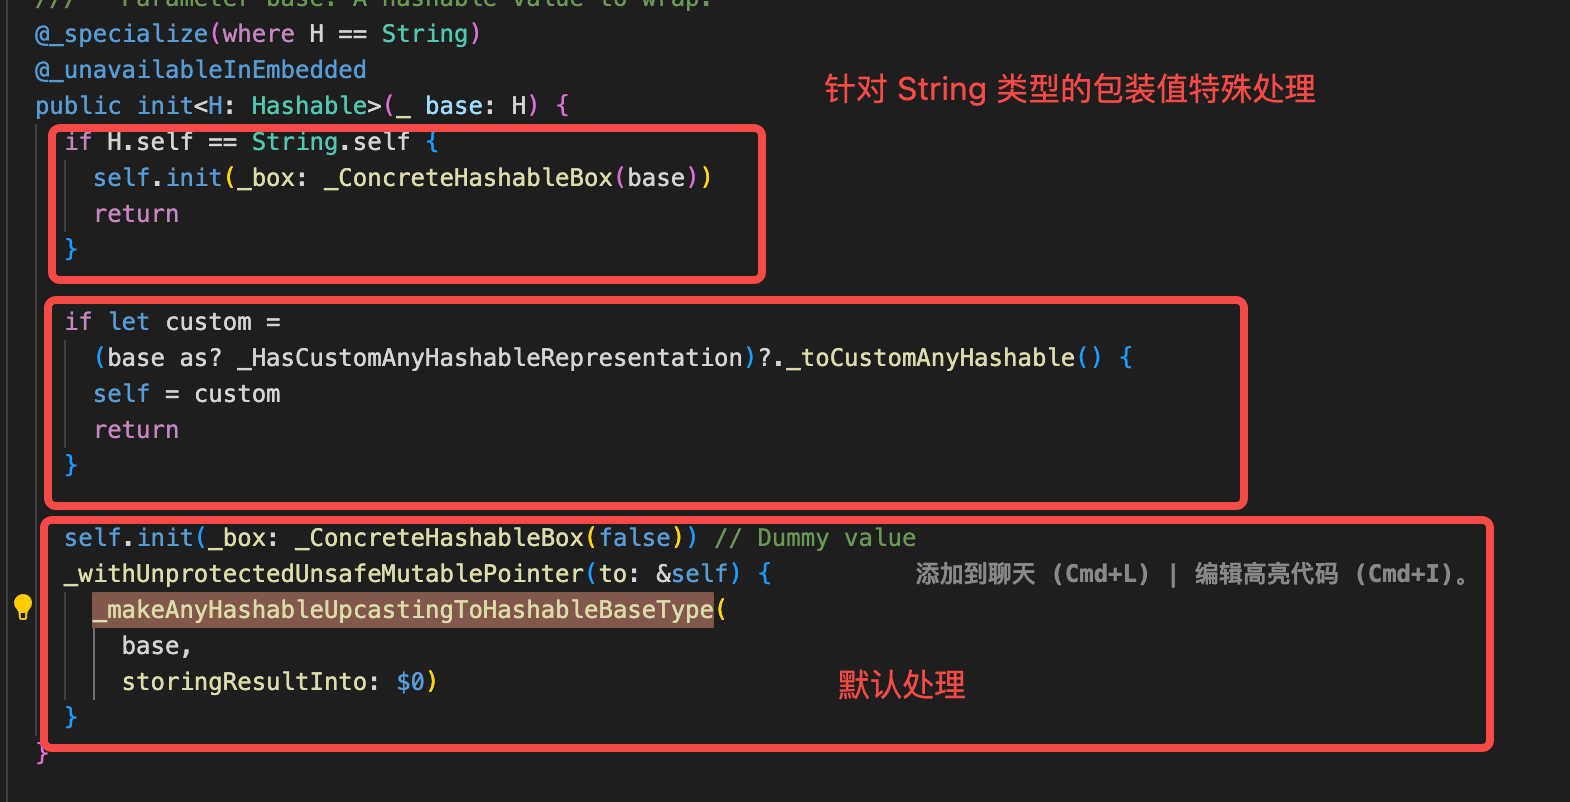 /// - Parameter base: A hashable value to wrap.
@_specialize(where H == String)
@_unavailableInEmbedded
针对 String 类型的包装值特殊处理
public init<H: Hashable>(_ base: H) {
if H.self == String.self {
self.init(_box: _ConcreteHashableBox(base))
return
}
if let custom =
(base as? _HasCustomAnyHashableRepresentation)?._toCustomAnyHashable() {
self = custom
return
}
self.init(_box: _ConcreteHashableBox(false)) // Dummy value
_withUnprotectedUnsafeMutablePointer(to: &self) { 添加到聊天 (Cmd+L) | 编辑高亮代码 (Cmd+I)。
_makeAnyHashableUpcastingToHashableBaseType(
base,
storingResultInto: $0)
默认处理
}
}